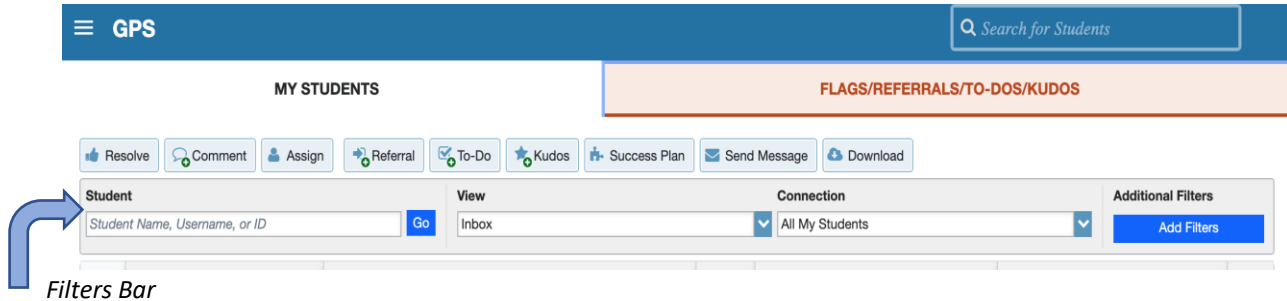 GPS
Search for Students
MY STUDENTS
FLAGS/REFERRALS/TO-DOS/KUDOS
Resolve Comment Assign Referral To-Do Kudos Success Plan Send Message Download
Student View Connection Additional Filters
Student Name, Username, or ID Go Inbox All My Students Add Filters
Filters Bar